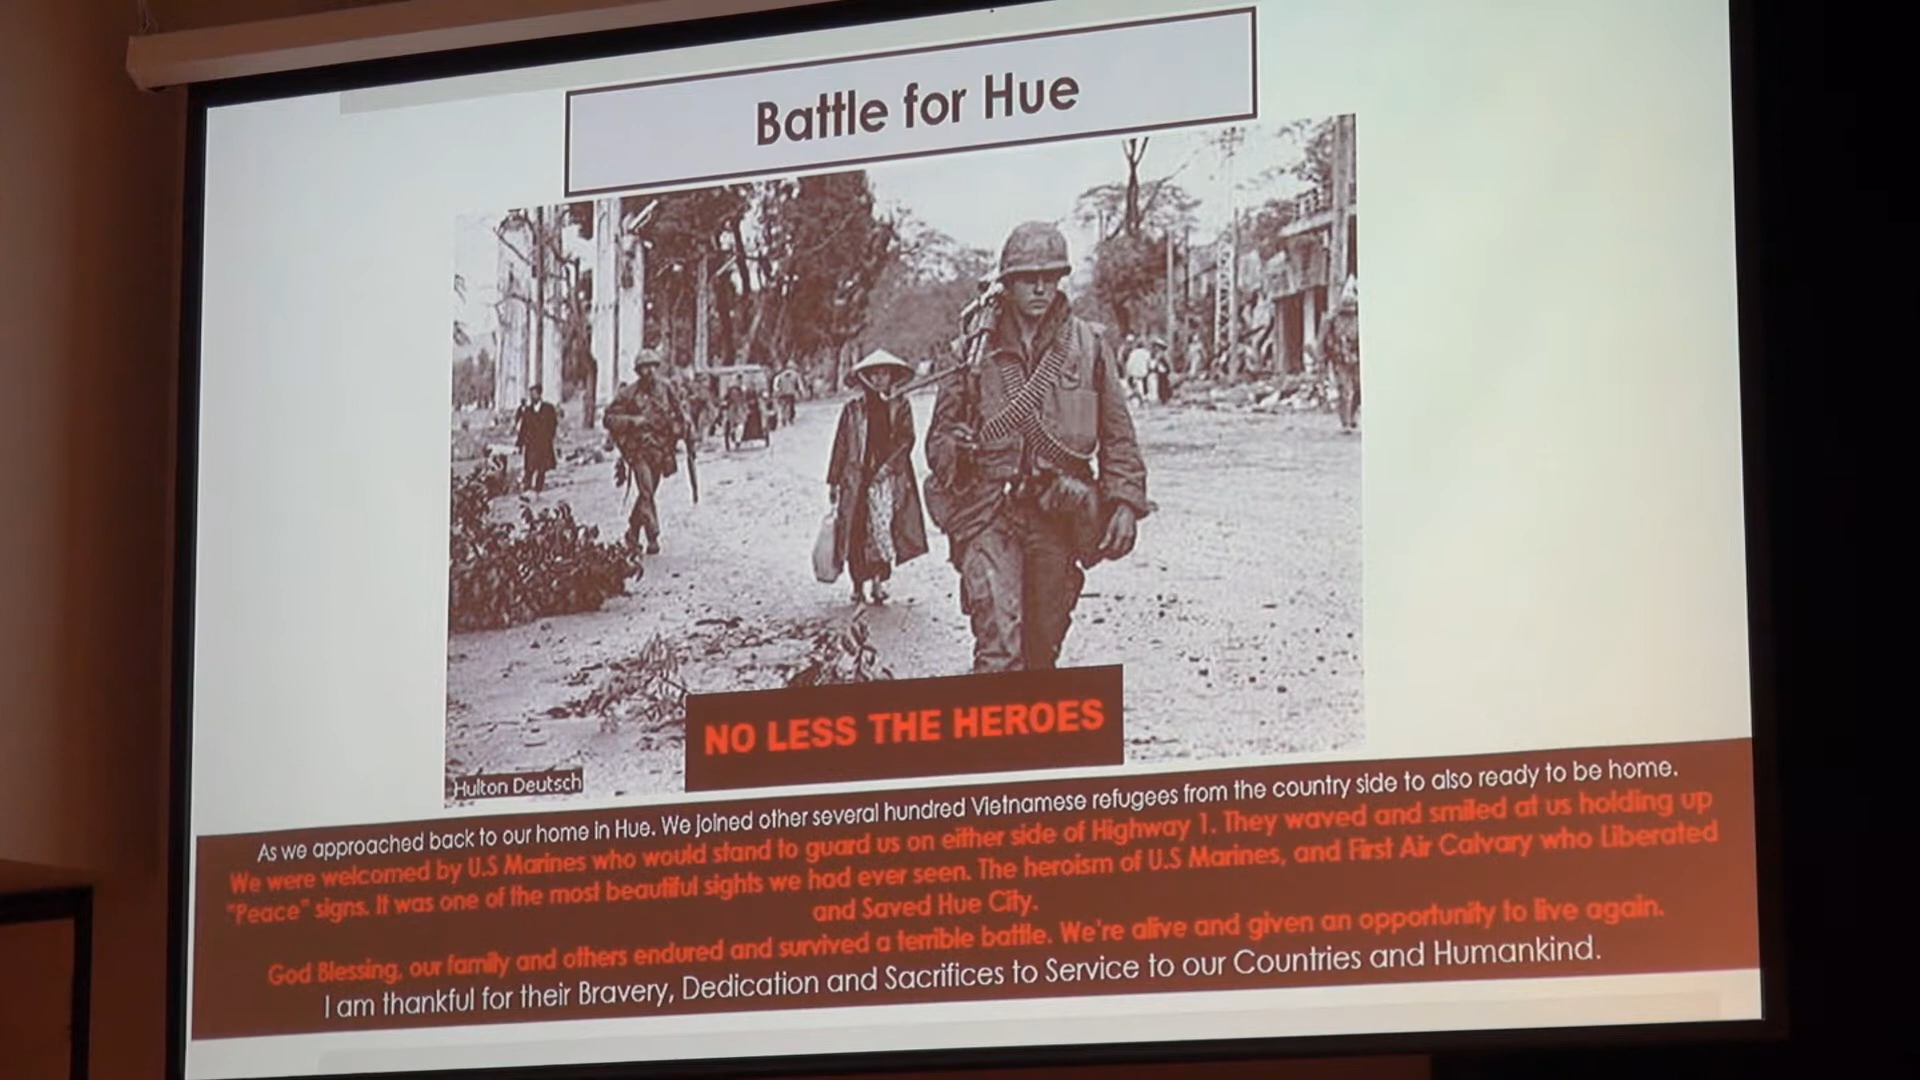 Battle for Hue
NO LESS THE HEROES
Hulton Deutsch
As we approached back to our home in Hue. We joined other several hundred Vietnamese refugees from the country side to also ready to be home.
We were welcomed by U.S Marines who would stand to guard us on either side of Highway 1. They waved and smiled at us holding up
"Peace" signs. It was one of the most beautiful sights we had ever seen. The heroism of U.S Marines, and First Air Calvary who Liberated
and Saved Hue City.
God Blessing, our family and others endured and survived a terrible battle. We're alive and given an opportunity to live again.
I am thankful for their Bravery, Dedication and Sacrifices to Service to our Countries and Humankind.